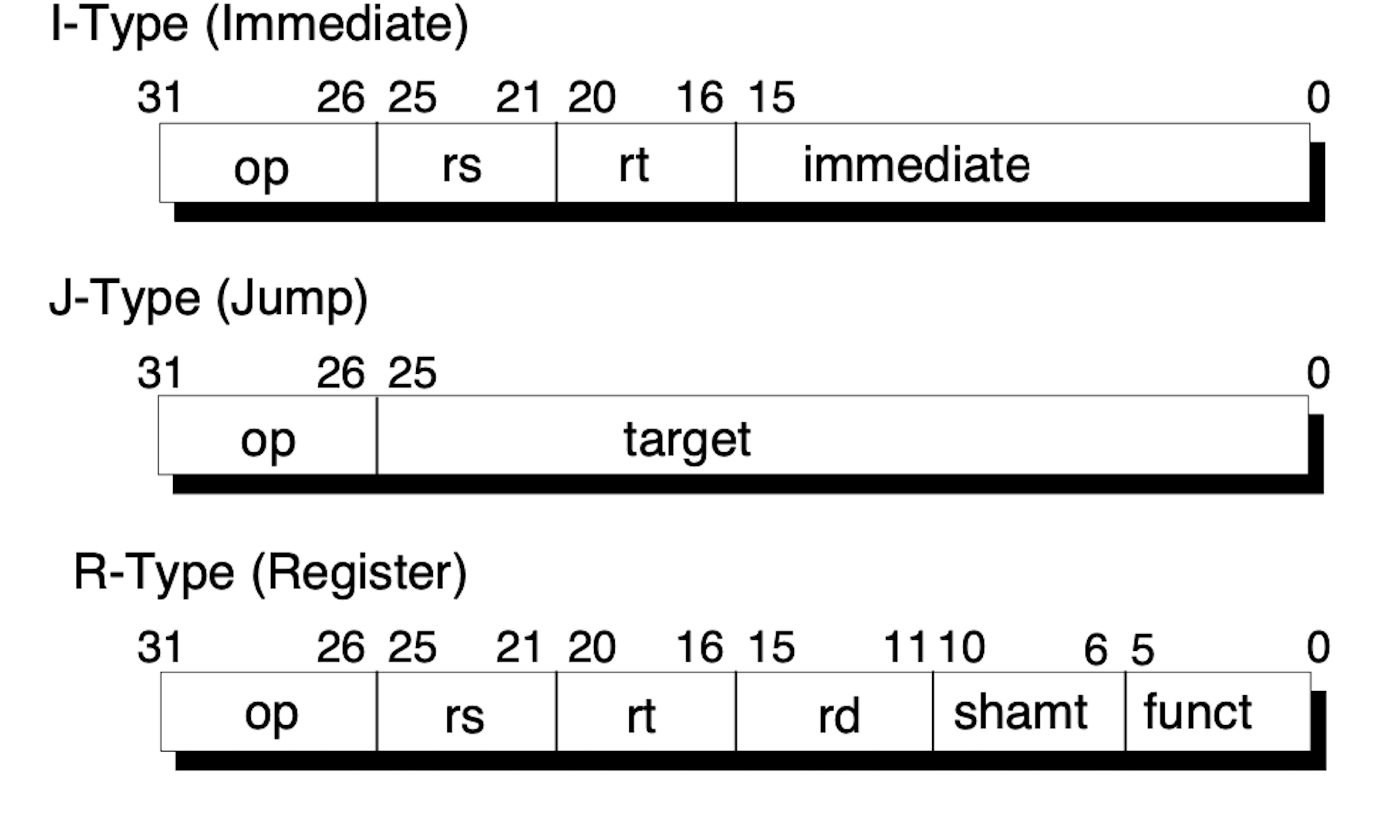 I-Type (Immediate)
31 26 25 21 20 16 15 0
op rs rt immediate
J-Type (Jump)
31 26 25 0
op target
R-Type (Register)
31 26 25 21 20 16 15 11 10 6 5 0
op rs rt rd shamt funct